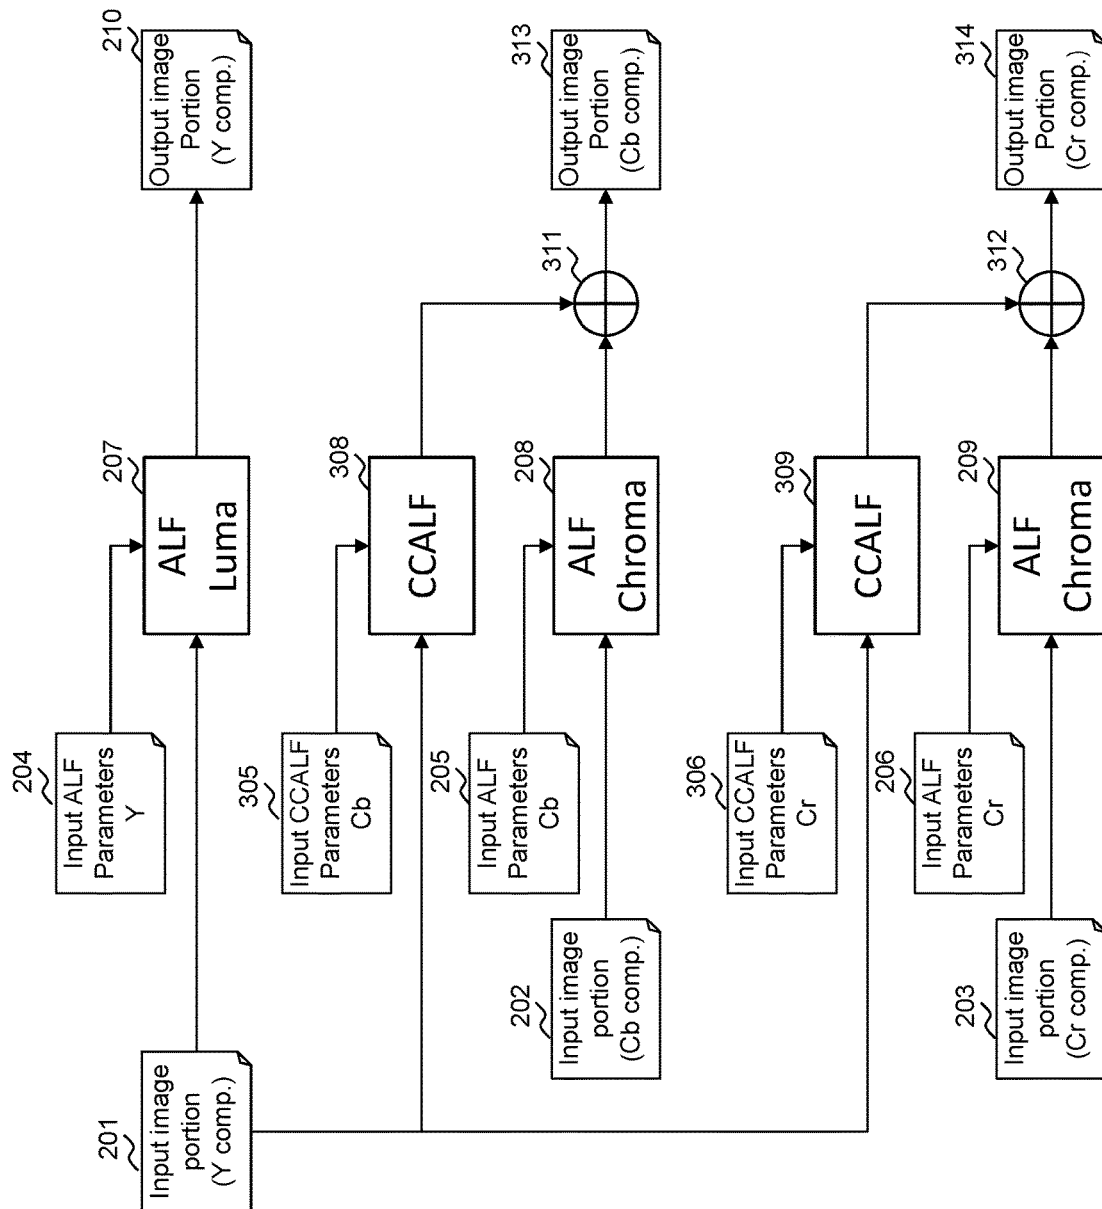 201
Input image
portion
(Y comp.)
204
Input ALF
Parameters
Y
207
ALF
Luma
210
Output image
Portion
(Y comp.)
305
Input CCALF
Parameters
Cb
308
CCALF
311
202
Input image
portion
(Cb comp.)
205
Input ALF
Parameters
Cb
208
ALF
Chroma
313
Output image
Portion
(Cb comp.)
306
Input CCALF
Parameters
Cr
309
CCALF
312
203
Input image
portion
(Cr comp.)
206
Input ALF
Parameters
Cr
209
ALF
Chroma
314
Output image
Portion
(Cr comp.)